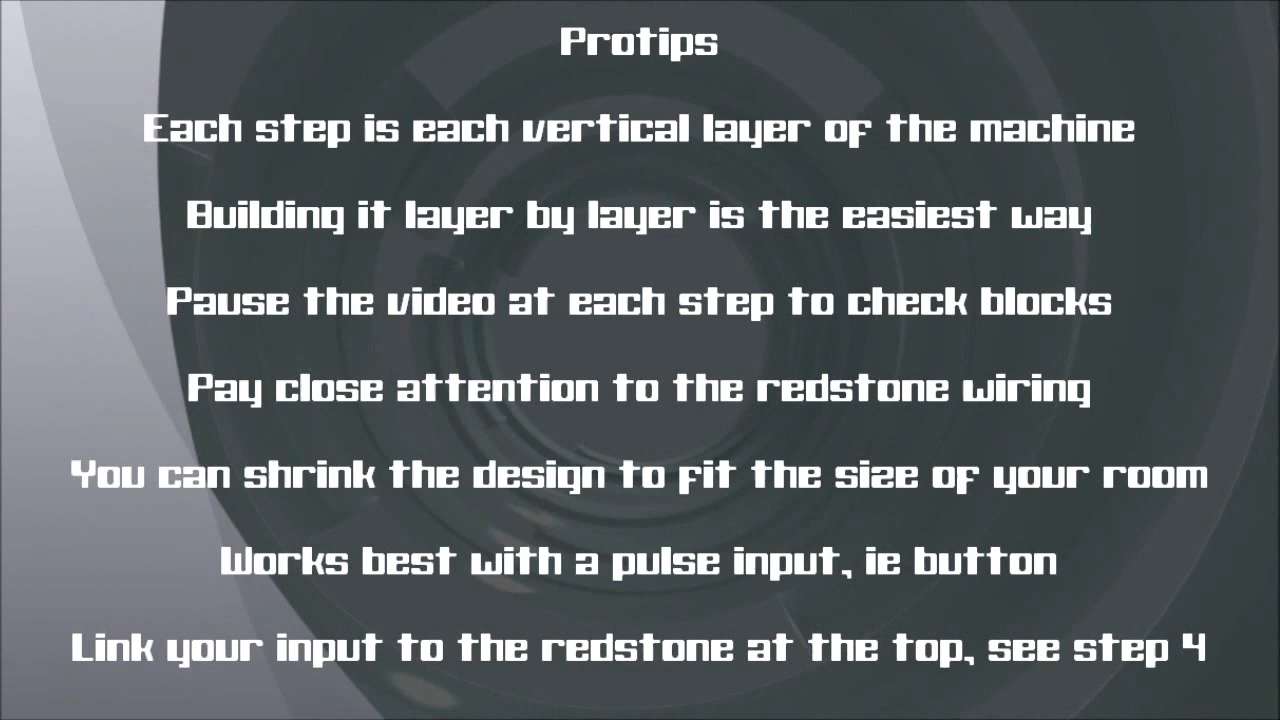 Protips
Each step is each vertical layer of the machine
Building it layer by layer is the easiest way
Pause the video at each step to check blocks
Pay close attention to the redstone wiring
You can shrink the design to fit the size of your room
Works best with a pulse input, ie button
Link your input to the redstone at the top, see step 4